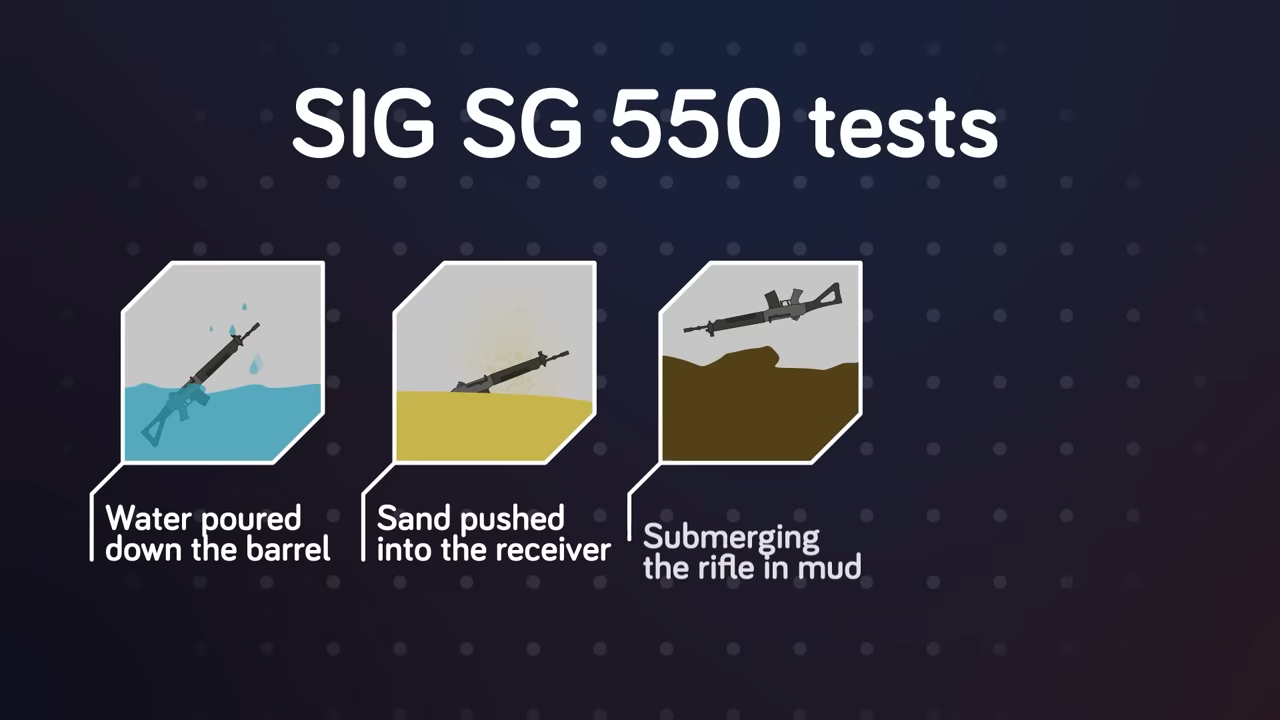 SIG SG 550 tests
Water poured
down the barrel
Sand pushed
into the receiver
Submerging
the rifle in mud